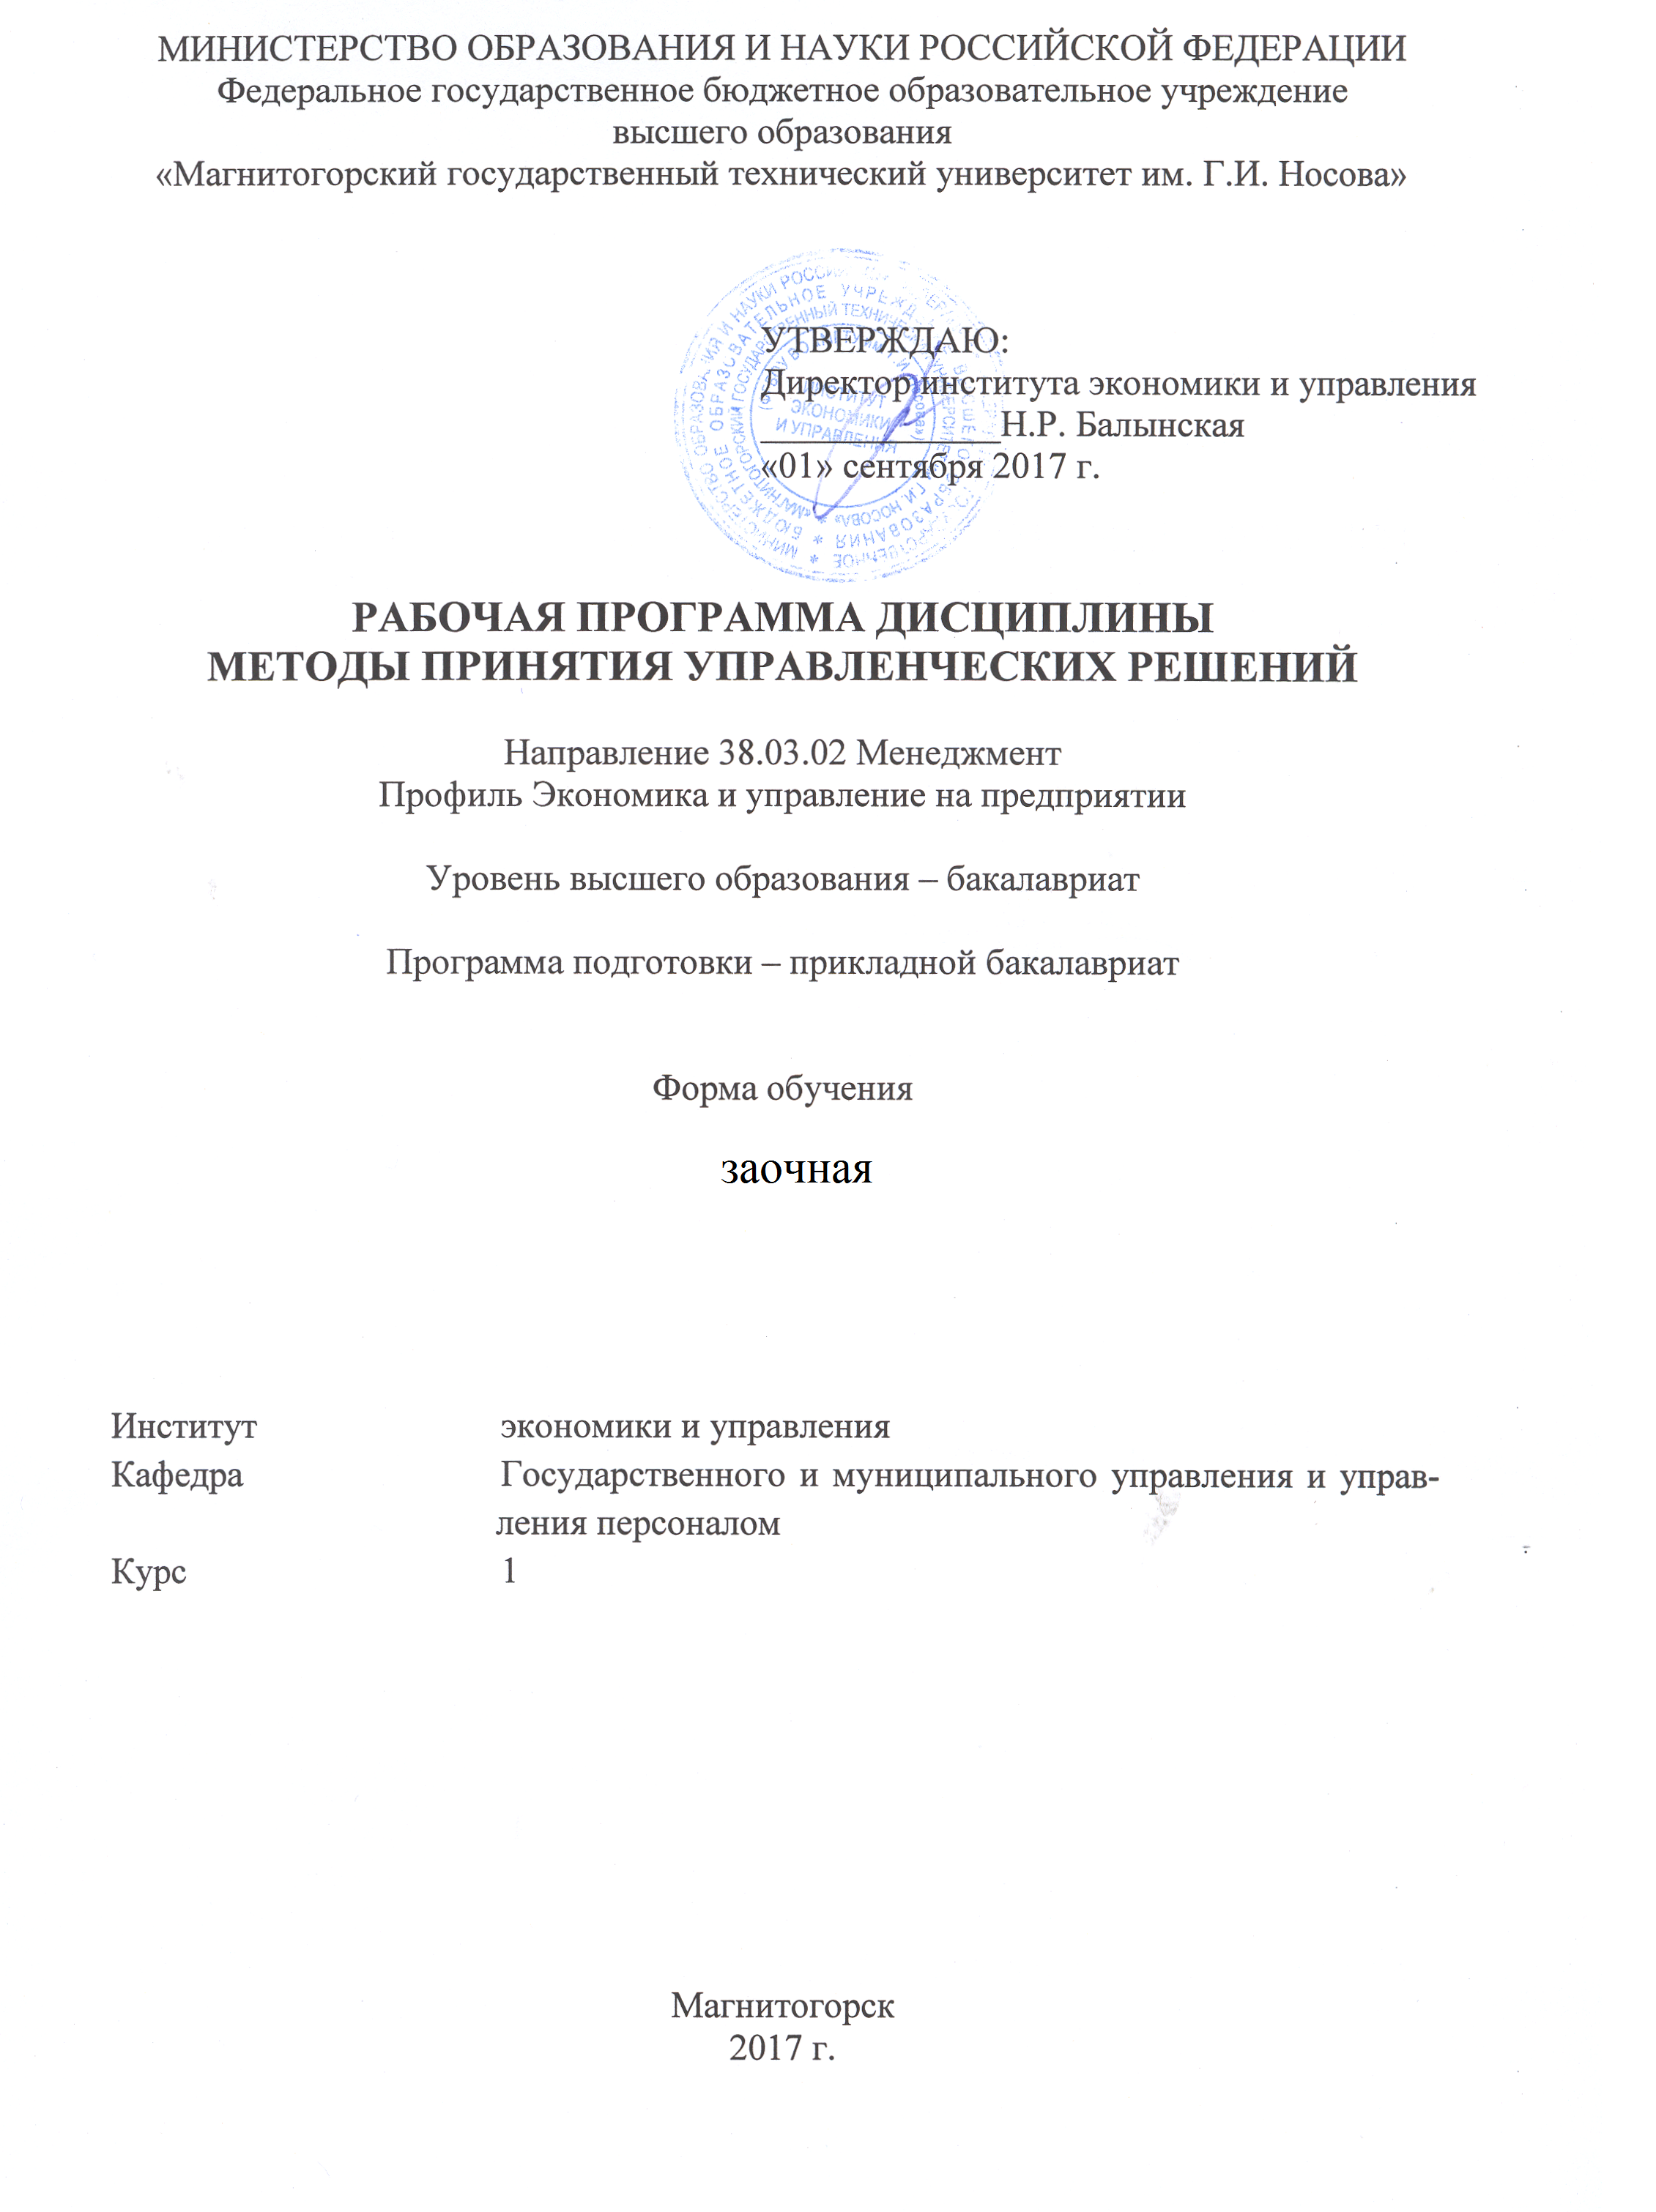 МИНИСТЕРСТВО ОБРАЗОВАНИЯ И НАУКИ РОССИЙСКОЙ ФЕДЕРАЦИИ
Федеральное государственное бюджетное образовательное учреждение
высшего образования
«Магнитогорский государственный технический университет им. Г.И. Носова»
УТВЕРЖДАЮ:
Директор института экономики и управления
Н.Р. Балынская
«01» сентября 2017 г.
ИНСТИТУТ
ЭКОНОМИКИ
И УПРАВЛЕНИЯ
РАБОЧАЯ ПРОГРАММА ДИСЦИПЛИНЫ
МЕТОДЫ ПРИНЯТИЯ УПРАВЛЕНЧЕСКИХ РЕШЕНИЙ
Направление 38.03.02 Менеджмент
Профиль Экономика и управление на предприятии
Уровень высшего образования – бакалавриат
Программа подготовки – прикладной бакалавриат
Форма обучения
заочная
Институт экономики и управления
Кафедра Государственного и муниципального управления и управ-
ления персоналом
Курс 1
Магнитогорск
2017 г.